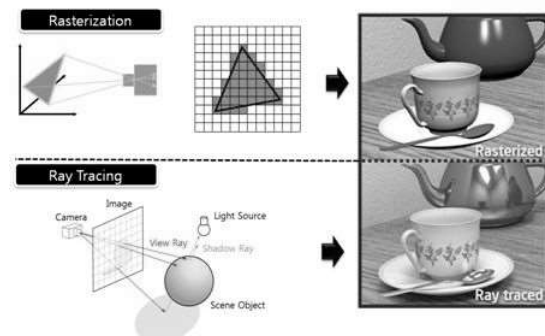 Rasterization
Rasterized
Ray Tracing
Image
Camera
Light Source
View Ray
Shadow Ray
Scene Object
Ray traced